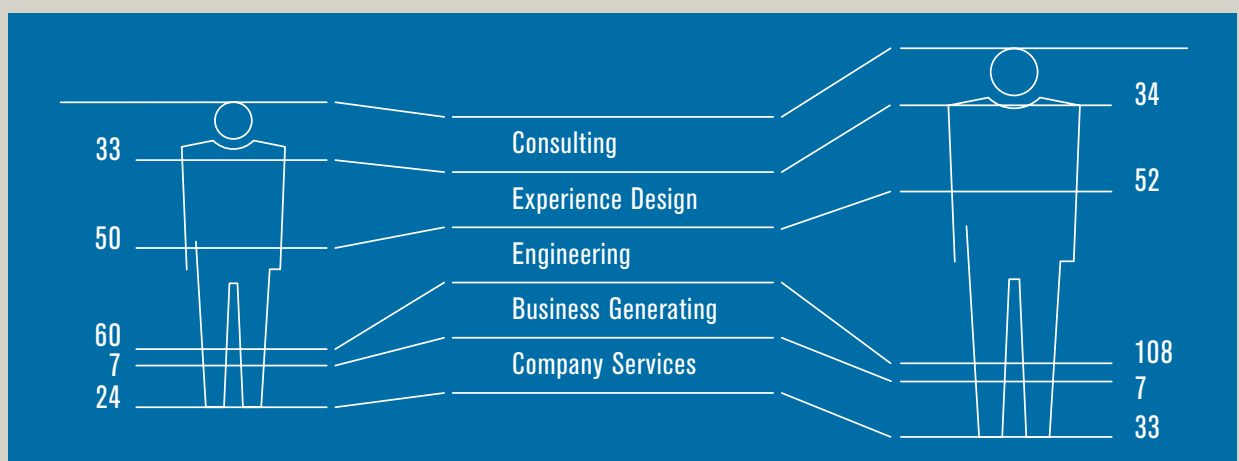 33
50
60
7
24
Consulting
Experience Design
Engineering
Business Generating
Company Services
34
52
108
7
33